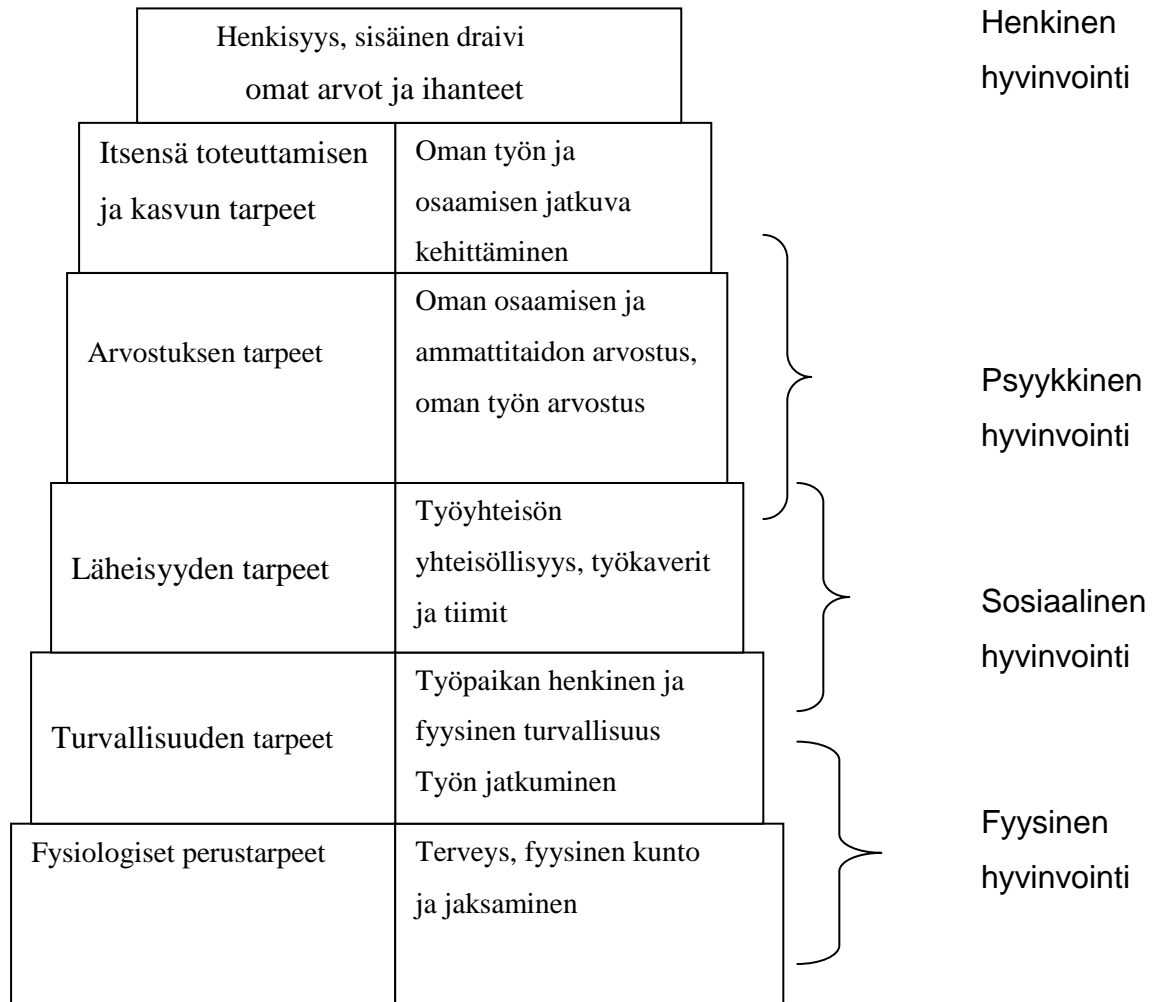 Henkisyys, sisäinen draivi
omat arvot ja ihanteet
Henkinen
hyvinvointi
Itsensä toteuttamisen
ja kasvun tarpeet
Oman työn ja
osaamisen jatkuva
kehittäminen
Arvostuksen tarpeet
Oman osaamisen ja
ammattitaidon arvostus,
oman työn arvostus
Psyykkinen
hyvinvointi
Läheisyyden tarpeet
Työyhteisön
yhteisöllisyys, työkaverit
ja tiimit
Sosiaalinen
hyvinvointi
Turvallisuuden tarpeet
Työpaikan henkinen ja
fyysinen turvallisuus
Työn jatkuminen
Fysiologiset perustarpeet
Terveys, fyysinen kunto
ja jaksaminen
Fyysinen
hyvinvointi